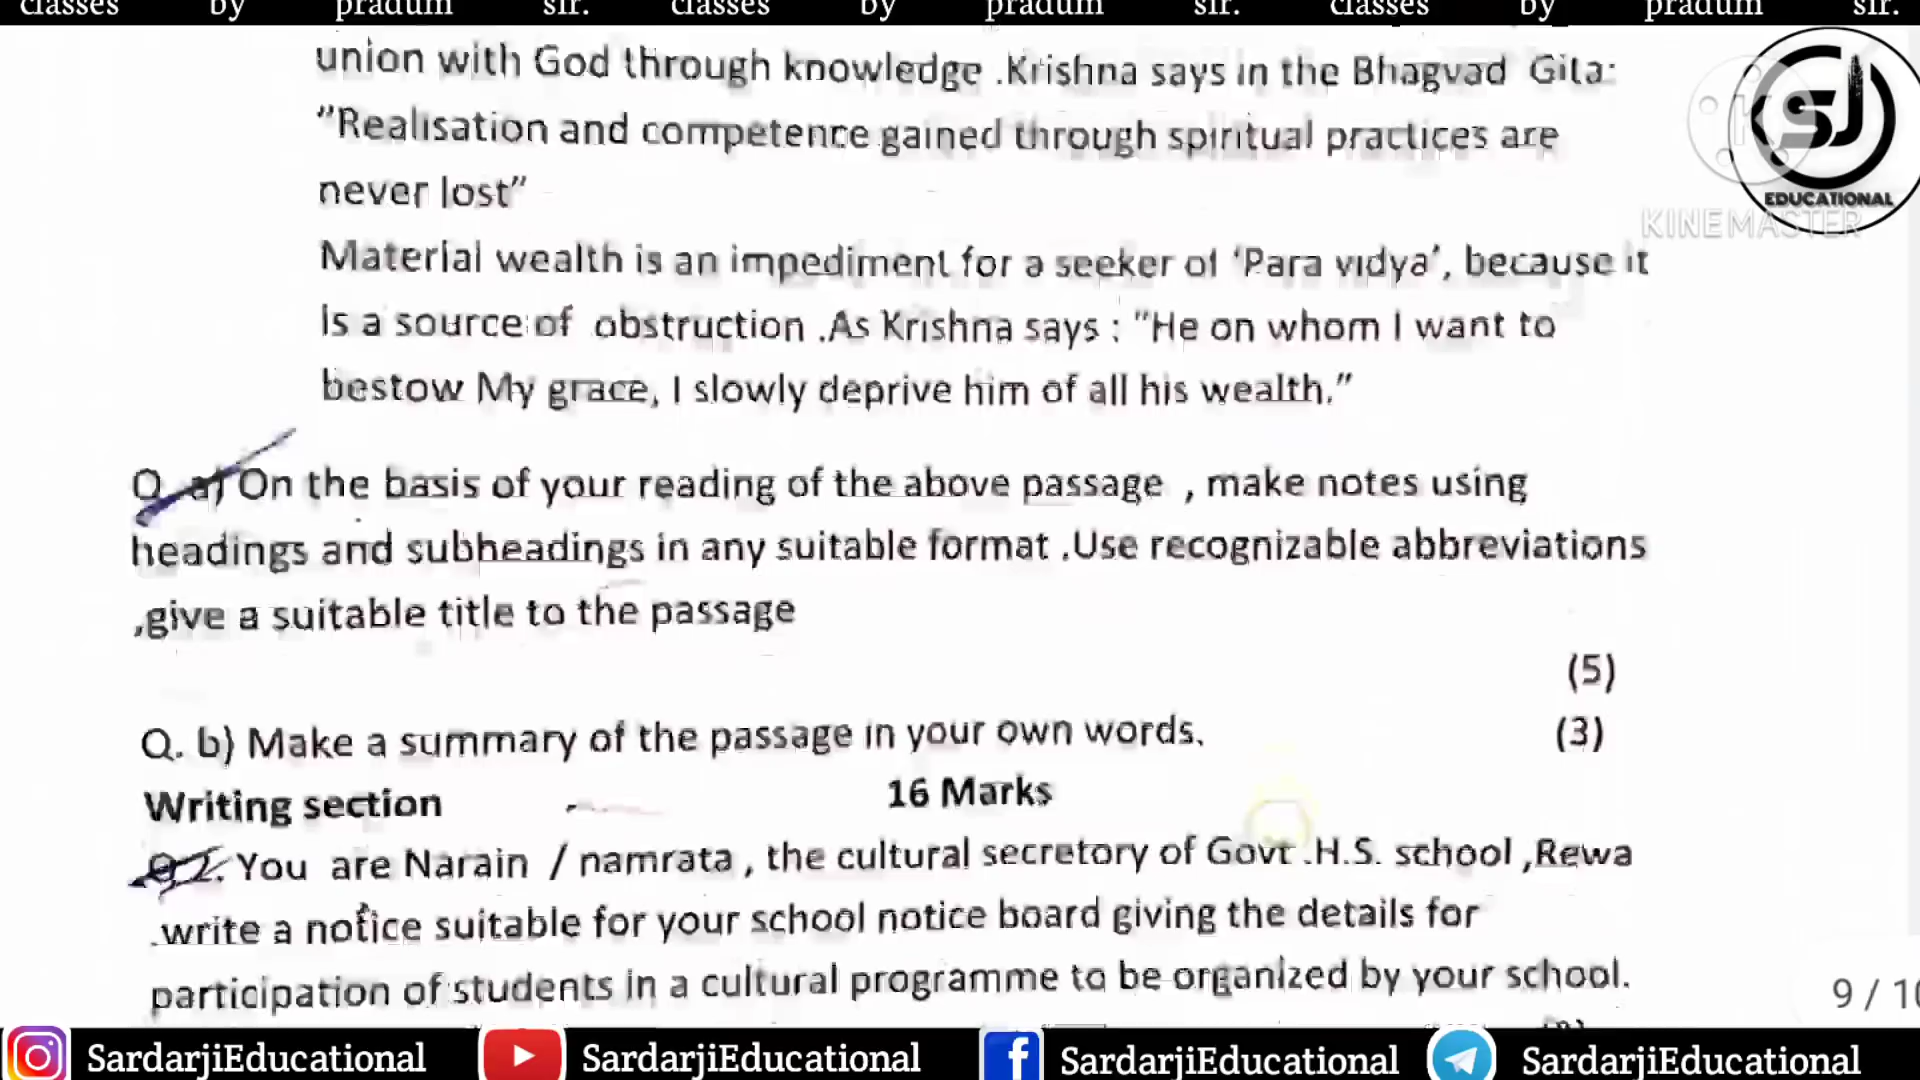 classes by pradum sir. classes by pradum sir. classes by pradum sir.
union with God through knowledge .Krishna says in the Bhagvad Gita:
"Realisation and competence gained through spiritual practices are
never lost"
Material wealth is an impediment for a seeker of 'Para vidya', because it
Is a source of obstruction .As Krishna says : "He on whom I want to
bestow My grace, I slowly deprive him of all his wealth."
SJ
EDUCATIONAL
KINEMASTER
Q. a) On the basis of your reading of the above passage , make notes using
headings and subheadings in any suitable format .Use recognizable abbreviations
,give a suitable title to the passage
(5)
Q. b) Make a summary of the passage in your own words. (3)
Writing section 16 Marks
Q.2. You are Narain / namrata , the cultural secretory of Govt .H.S. school ,Rewa
.write a notice suitable for your school notice board giving the details for
participation of students in a cultural programme to be organized by your school.
9 / 10
SardarjiEducational SardarjiEducational SardarjiEducational SardarjiEducational